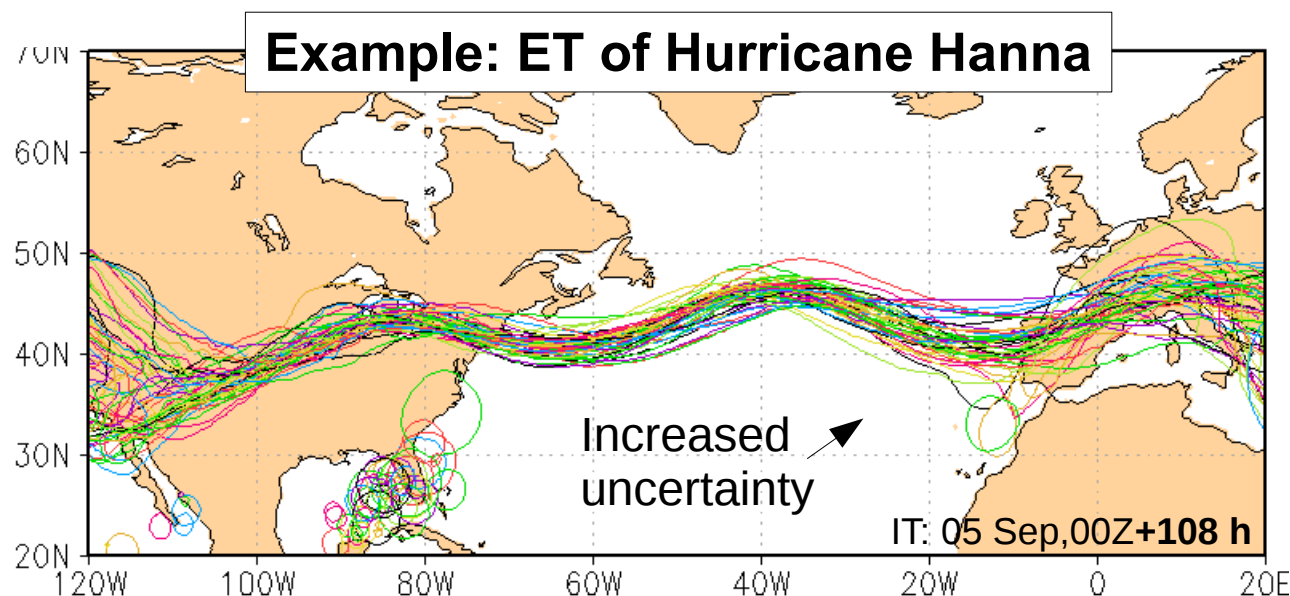 Example: ET of Hurricane Hanna
70N
60N
50N
40N
30N
20N
Increased
uncertainty
IT: 05 Sep,00Z+108 h
120W 100W 80W 60W 40W 20W 0 20E